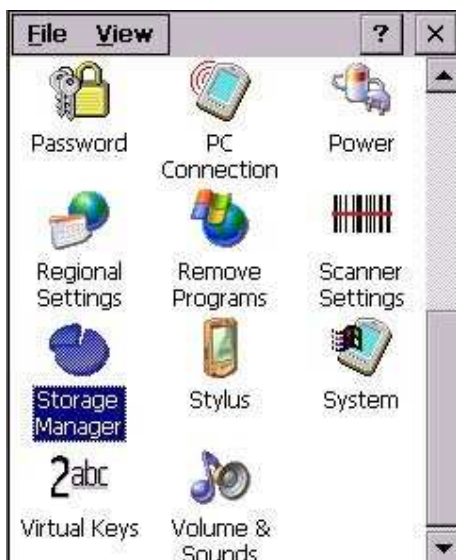 File View ? ×
Password PC Connection Power
Regional Settings Remove Programs Scanner Settings
Storage Manager Stylus System
2abc
Virtual Keys Volume & Sounds